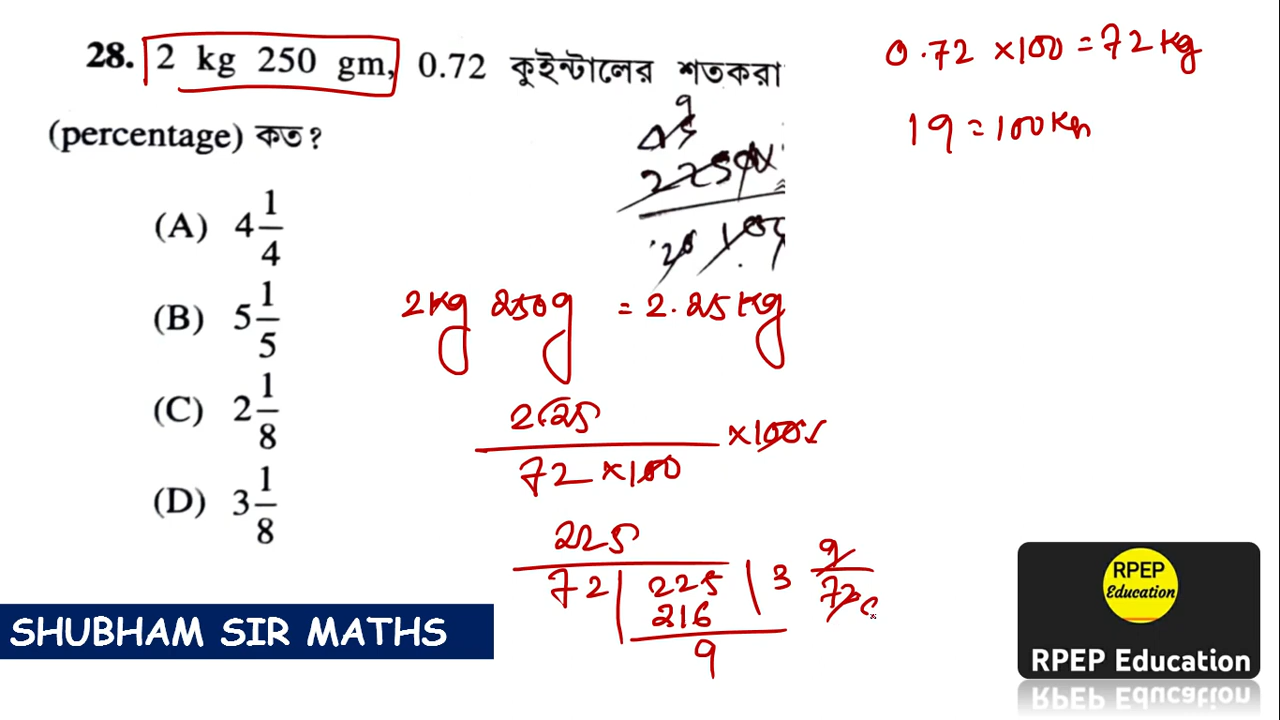 28. 2 kg 250 gm, 0.72 কুইন্টালের শতকরা
(percentage) কত?
(A) 4 1/4
(B) 5 1/5
(C) 2 1/8
(D) 3 1/8
0.72 × 100 = 72 kg
1q = 100 kg
2kg 250g = 2.25 kg
2.25
72 × 100 × 100
225
72 | 225 | 3 9/72
216
9
SHUBHAM SIR MATHS
RPEP
Education
RPEP Education